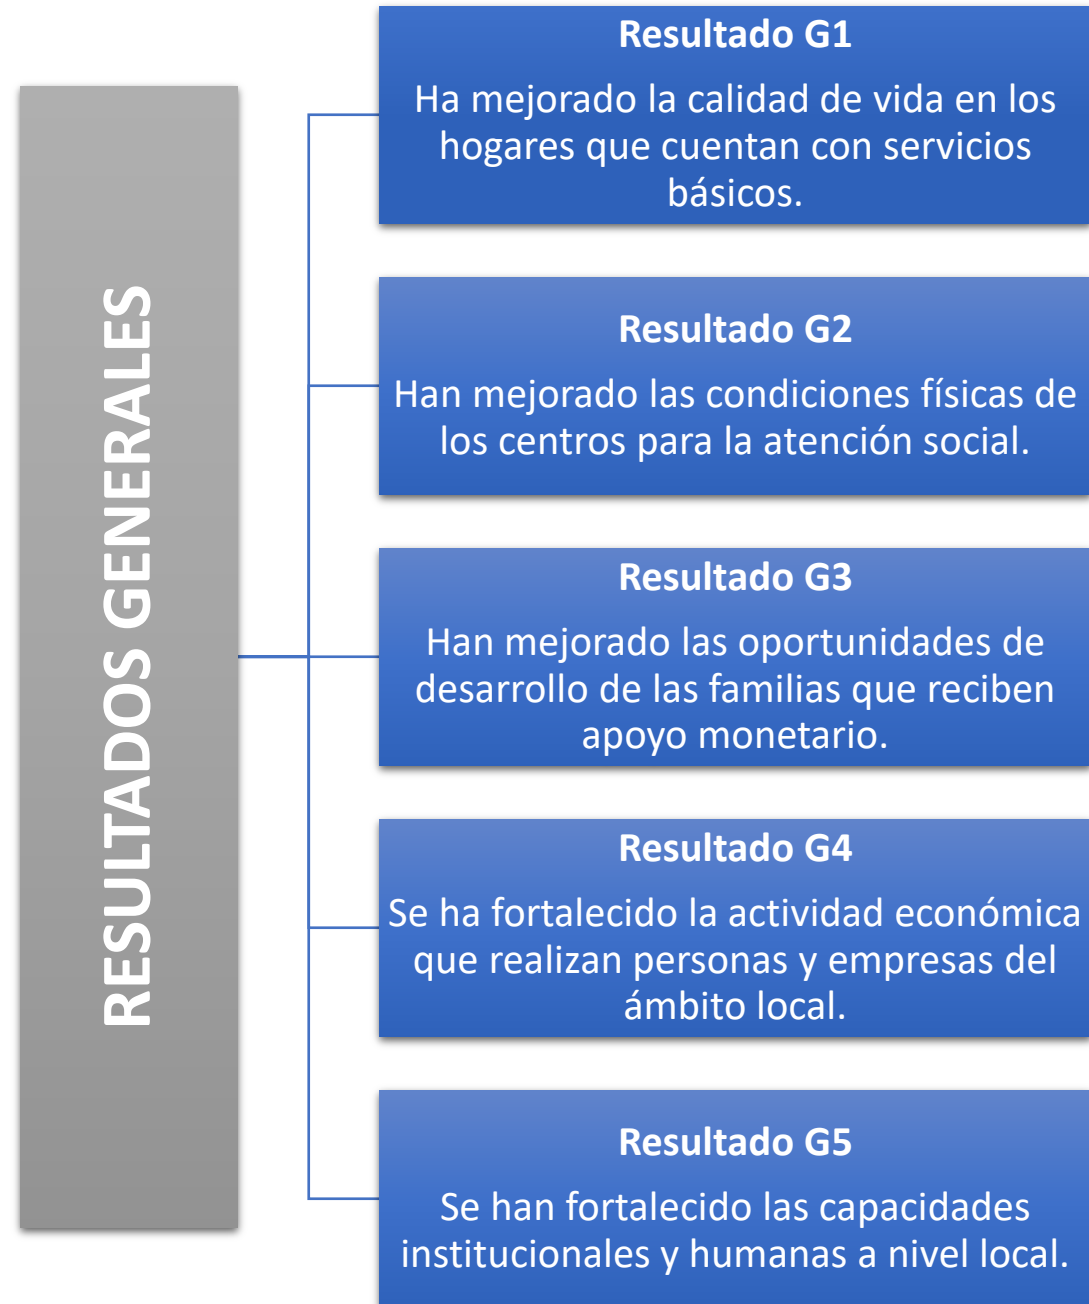 RESULTADOS GENERALES
Resultado G1
Ha mejorado la calidad de vida en los
hogares que cuentan con servicios
básicos.
Resultado G2
Han mejorado las condiciones físicas de
los centros para la atención social.
Resultado G3
Han mejorado las oportunidades de
desarrollo de las familias que reciben
apoyo monetario.
Resultado G4
Se ha fortalecido la actividad económica
que realizan personas y empresas del
ámbito local.
Resultado G5
Se han fortalecido las capacidades
institucionales y humanas a nivel local.